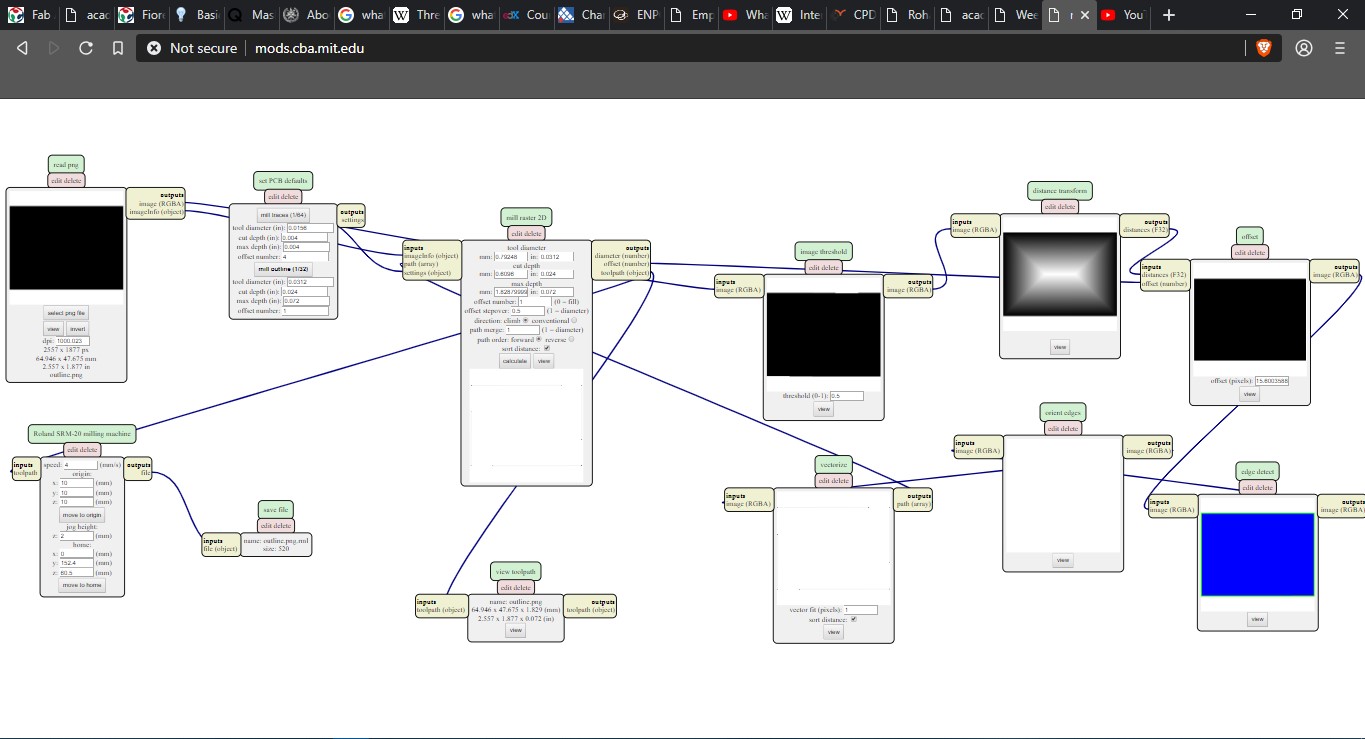 Fab
acac
Fiore
Basi
Mas
Abo
wha
Thre
wha
edX
Cour
Char
ENP
Emp
Wha
Inte
CPD
Roh
acac
Wee
r
You
Not secure
mods.cba.mit.edu
read png
edit delete
outputs
image (RGBA)
imageInfo (object)
select png file
view invert
dpi: 1000.023
2557 x 1877 px
64.946 x 47.675 mm
2.557 x 1.877 in
outline.png
set PCB defaults
edit delete
outputs
settings
mill traces (1/64)
tool diameter (in): 0.0156
cut depth (in): 0.004
max depth (in): 0.004
offset number: 4
mill outline (1/32)
tool diameter (in): 0.0312
cut depth (in): 0.024
max depth (in): 0.072
offset number: 1
mill raster 2D
edit delete
inputs
imageInfo (object)
path (array)
settings (object)
outputs
diameter (number)
offset (number)
toolpath (object)
tool diameter
mm: 0.79248 in: 0.0312
cut depth
mm: 0.6096 in: 0.024
max depth
mm: 1.82879999 in: 0.072
offset number: 1 (0 = fill)
offset stepover: 0.5 (1 = diameter)
direction: climb conventional
path merge: 1 (1 = diameter)
path order: forward reverse
sort distance:
calculate view
image threshold
edit delete
inputs
image (RGBA)
outputs
image (RGBA)
threshold (0-1): 0.5
view
distance transform
edit delete
inputs
image (RGBA)
outputs
distances (F32)
view
offset
edit delete
inputs
distances (F32)
offset (number)
outputs
image (RGBA)
offset (pixels): 15.6003588
view
Roland SRM-20 milling machine
edit delete
inputs
toolpath
outputs
file
speed: 4 (mm/s)
origin:
x: 10 (mm)
y: 10 (mm)
z: 10 (mm)
move to origin
jog height:
z: 2 (mm)
home:
x: 0 (mm)
y: 152.4 (mm)
z: 60.5 (mm)
move to home
save file
edit delete
inputs
file (object)
name: outline.png.rml
size: 520
view toolpath
edit delete
inputs
toolpath (object)
outputs
toolpath (object)
name: outline.png
64.946 x 47.675 x 1.829 (mm)
2.557 x 1.877 x 0.072 (in)
view
vectorize
edit delete
inputs
image (RGBA)
outputs
path (array)
vector fit (pixels): 1
sort distance:
view
orient edges
edit delete
inputs
image (RGBA)
outputs
image (RGBA)
view
edge detect
edit delete
inputs
image (RGBA)
outputs
image (RGBA)
view